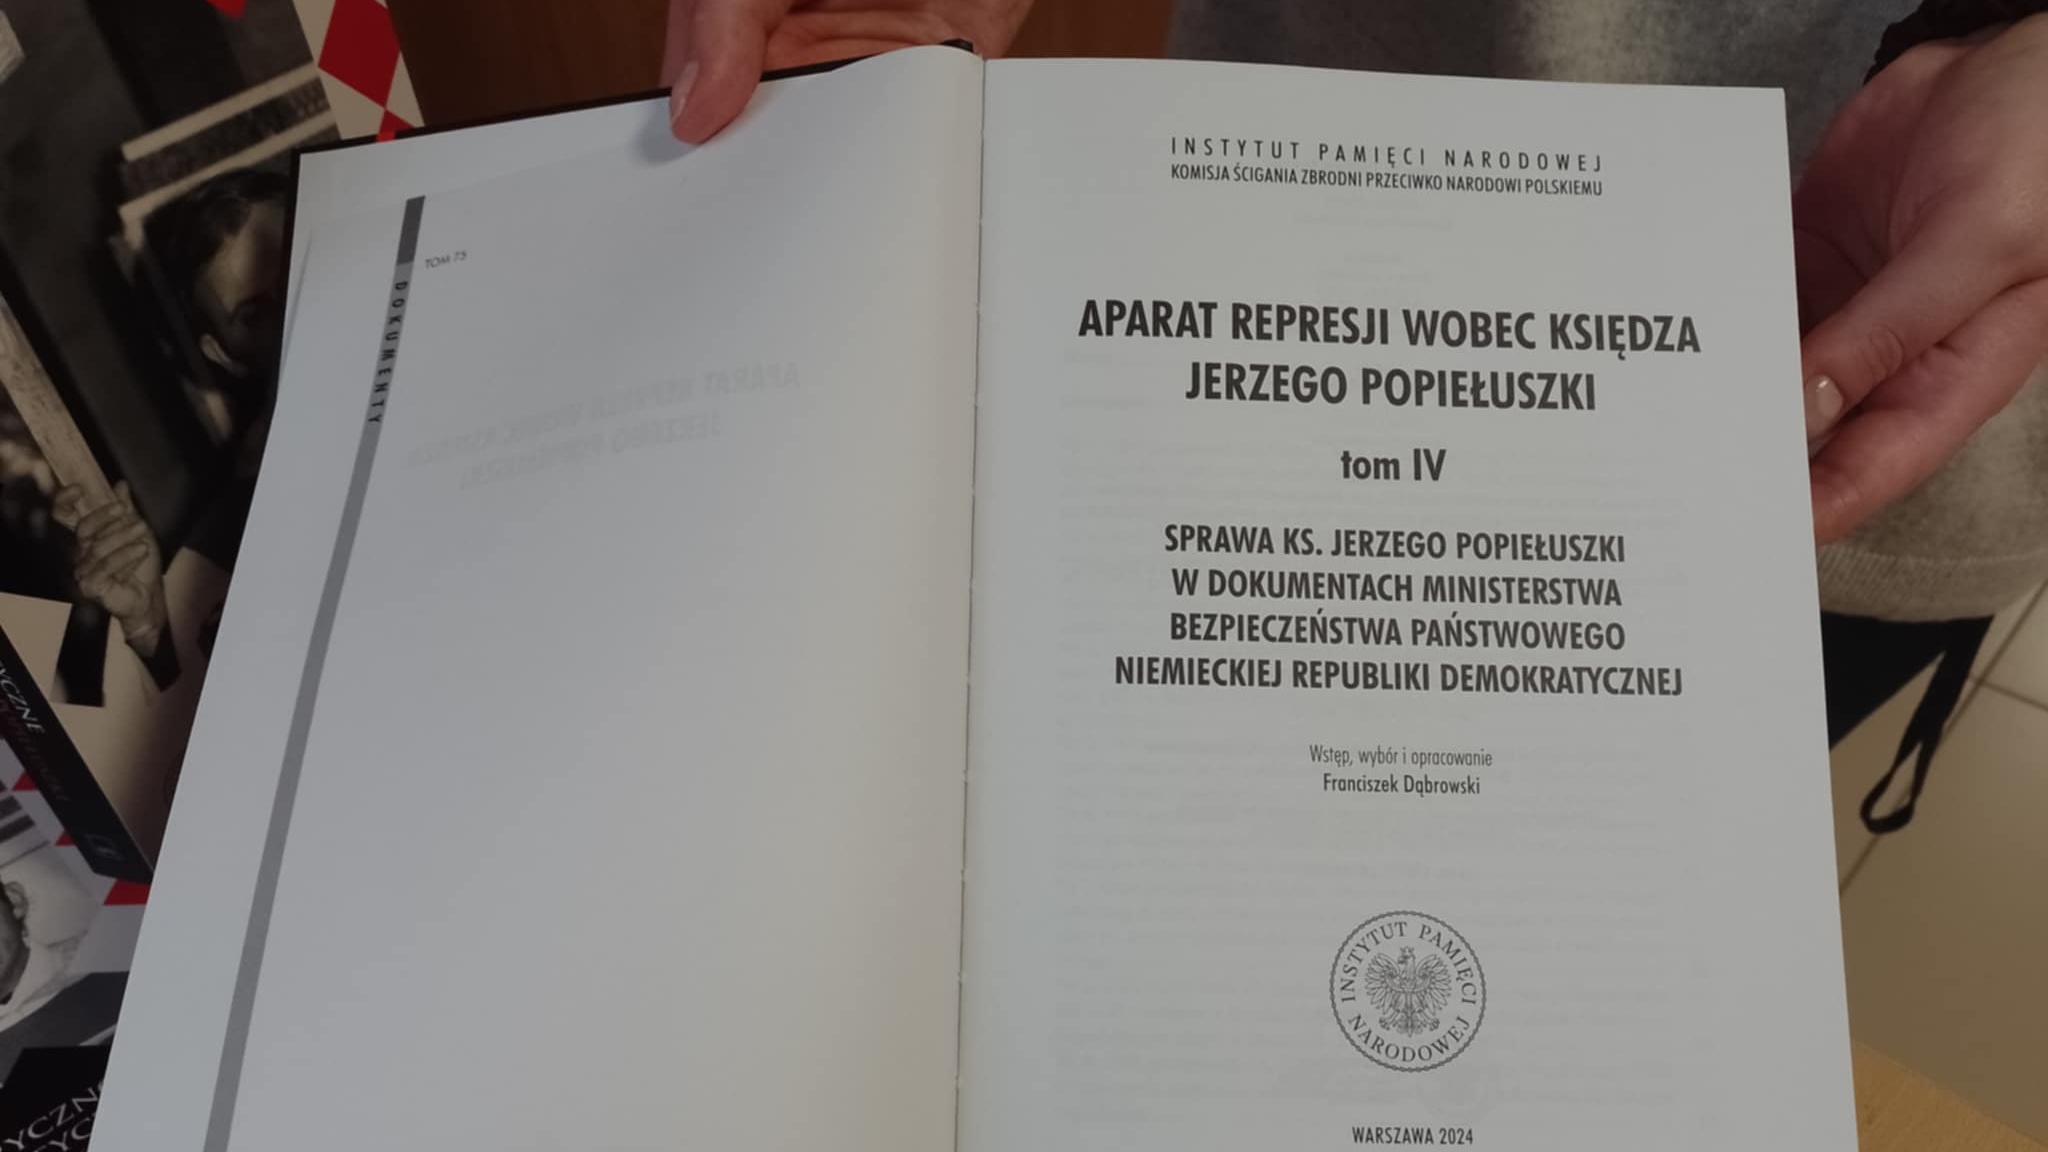 TOM 75
DOKUMENTY
INSTYTUT PAMIĘCI NARODOWEJ
KOMISJA ŚCIGANIA ZBRODNI PRZECIWKO NARODOWI POLSKIEMU
APARAT REPRESJI WOBEC KSIĘDZA
JERZEGO POPIEŁUSZKI
tom IV
SPRAWA KS. JERZEGO POPIEŁUSZKI
W DOKUMENTACH MINISTERSTWA
BEZPIECZEŃSTWA PAŃSTWOWEGO
NIEMIECKIEJ REPUBLIKI DEMOKRATYCZNEJ
Wstęp, wybór i opracowanie
Franciszek Dąbrowski
INSTYTUT PAMIĘCI NARODOWEJ
WARSZAWA 2024